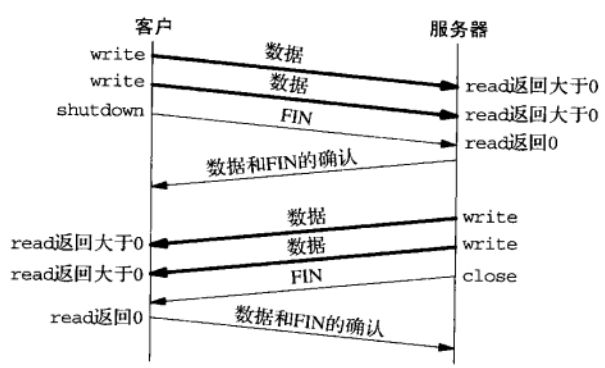 客户 服务器
write 数据
write 数据 read返回大于0
shutdown FIN read返回大于0
read返回0
数据和FIN的确认
数据 write
read返回大于0 数据 write
read返回大于0 FIN close
read返回0 数据和FIN的确认